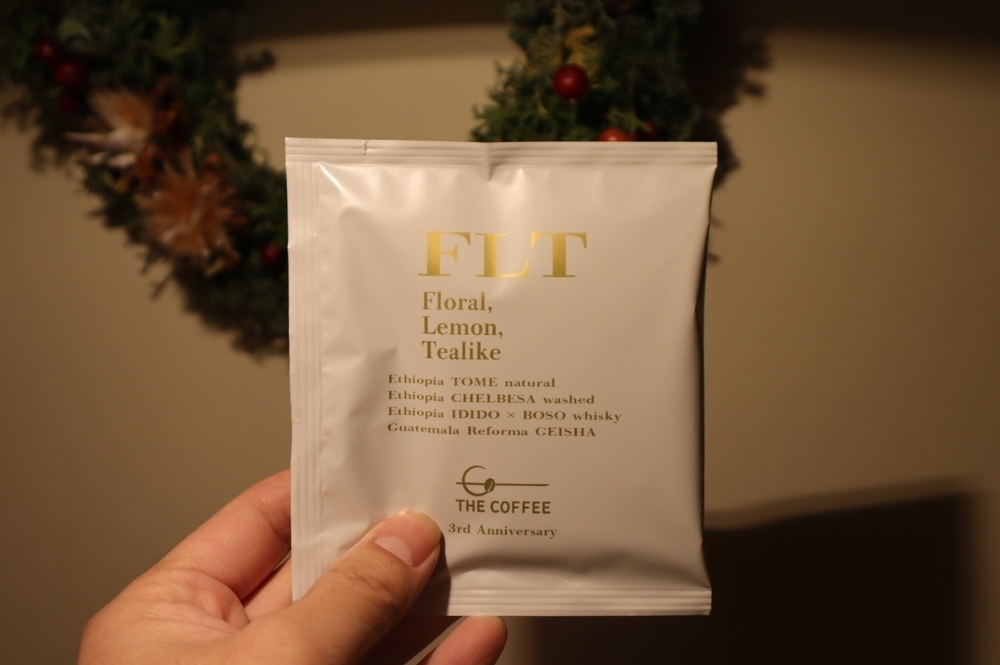 FLT
Floral,
Lemon,
Tealike
Ethiopia TOME natural
Ethiopia CHELBESA washed
Ethiopia IDIDO × BOSO whisky
Guatemala Reforma GEISHA
THE COFFEE
3rd Anniversary